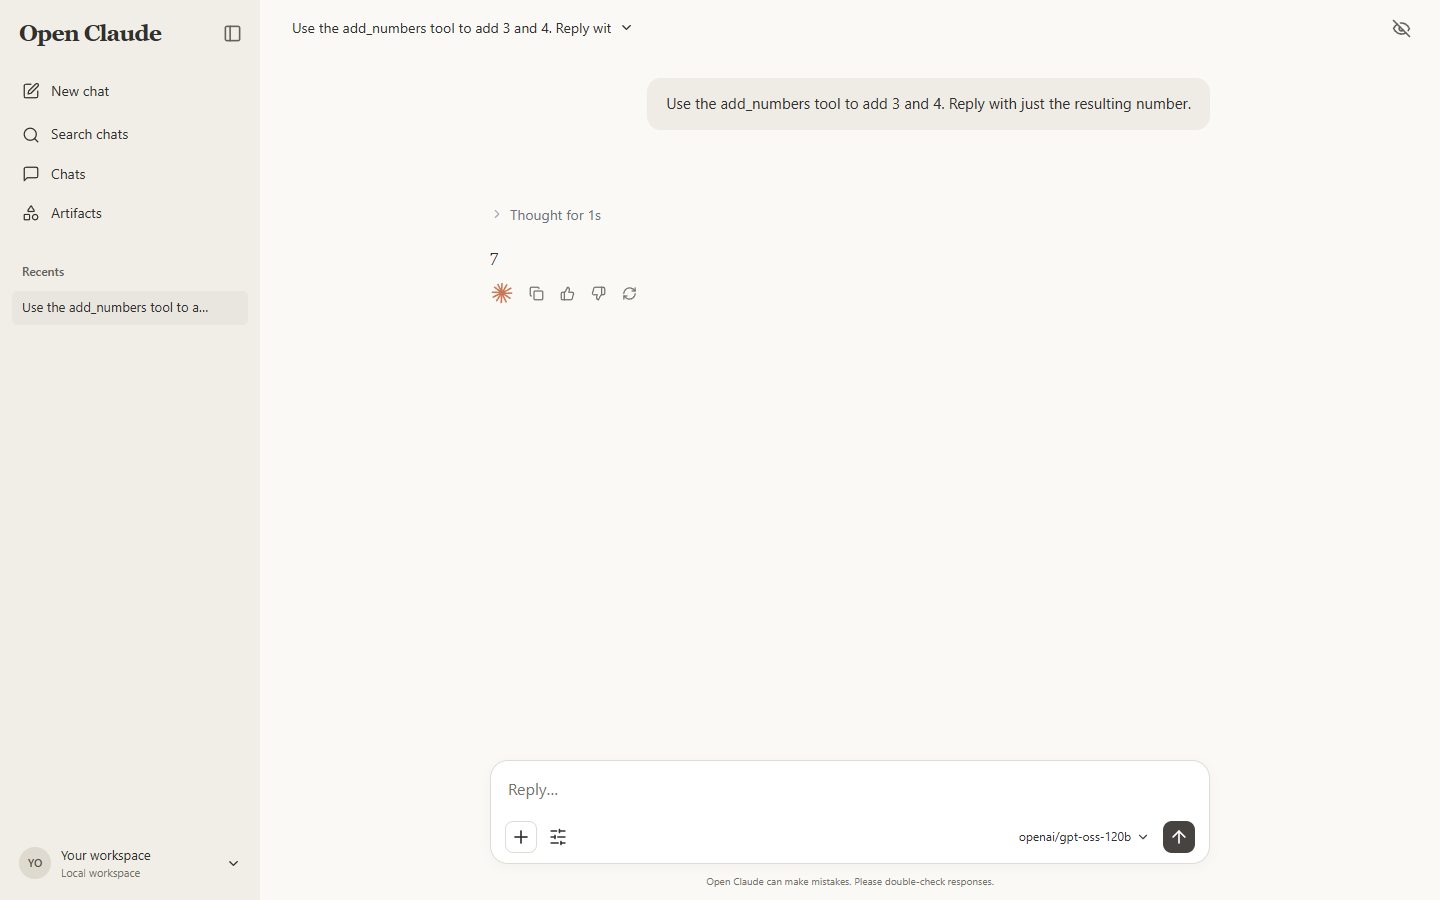 Open Claude
New chat
Search chats
Chats
Artifacts
Recents
Use the add_numbers tool to a...
YO
Your workspace
Local workspace
Use the add_numbers tool to add 3 and 4. Reply wit
Use the add_numbers tool to add 3 and 4. Reply with just the resulting number.
Thought for 1s
7
Reply...
openai/gpt-oss-120b
Open Claude can make mistakes. Please double-check responses.